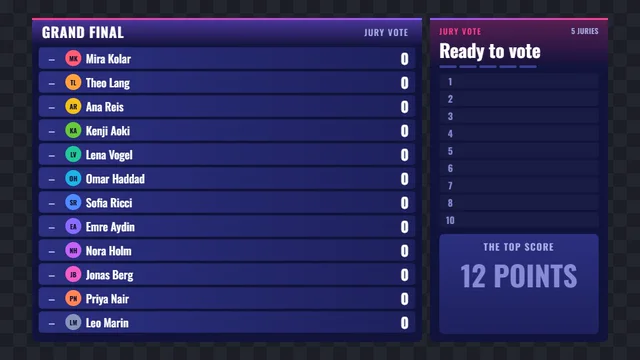 GRAND FINAL JURY VOTE
– MK Mira Kolar 0
– TL Theo Lang 0
– AR Ana Reis 0
– KA Kenji Aoki 0
– LV Lena Vogel 0
– OH Omar Haddad 0
– SR Sofia Ricci 0
– EA Emre Aydin 0
– NH Nora Holm 0
– JB Jonas Berg 0
– PN Priya Nair 0
– LM Leo Marin 0
JURY VOTE 5 JURIES
Ready to vote
1
2
3
4
5
6
7
8
10
THE TOP SCORE
12 POINTS